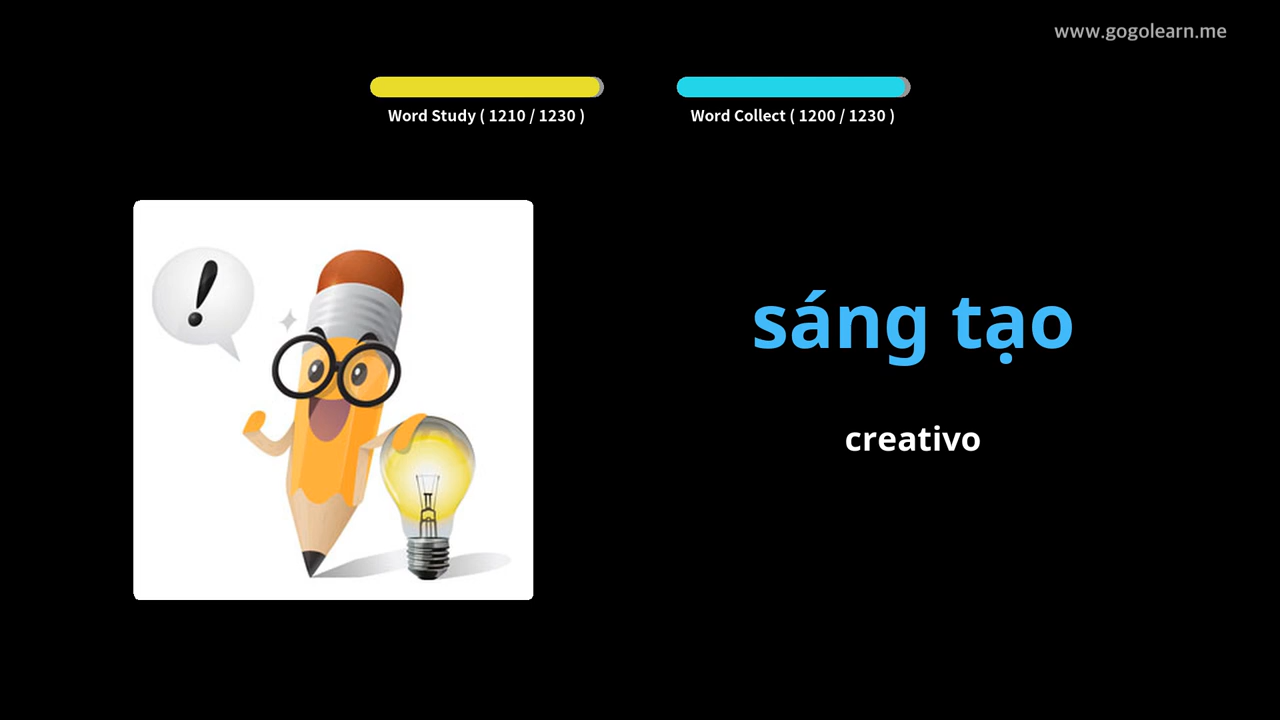 www.gogolearn.me
Word Study ( 1210 / 1230 )
Word Collect ( 1200 / 1230 )
!
sáng tạo
creativo